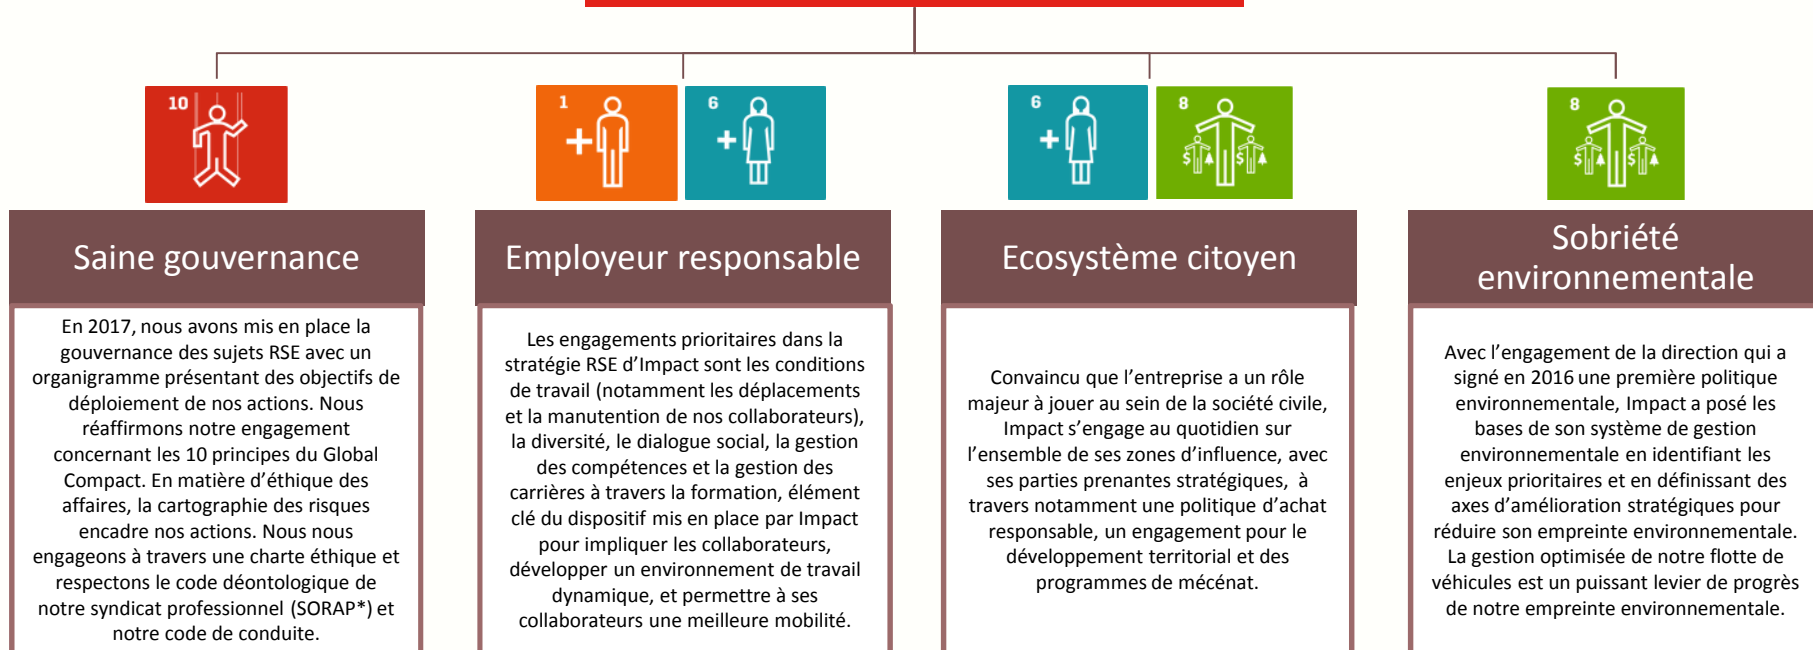 10
Saine gouvernance
En 2017, nous avons mis en place la
gouvernance des sujets RSE avec un
organigramme présentant des objectifs de
déploiement de nos actions. Nous
réaffirmons notre engagement
concernant les 10 principes du Global
Compact. En matière d’éthique des
affaires, la cartographie des risques
encadre nos actions. Nous nous
engageons à travers une charte éthique et
respectons le code déontologique de
notre syndicat professionnel (SORAP*) et
notre code de conduite.
1
+
6
+
Employeur responsable
Les engagements prioritaires dans la
stratégie RSE d’Impact sont les conditions
de travail (notamment les déplacements
et la manutention de nos collaborateurs),
la diversité, le dialogue social, la gestion
des compétences et la gestion des
carrières à travers la formation, élément
clé du dispositif mis en place par Impact
pour impliquer les collaborateurs,
développer un environnement de travail
dynamique, et permettre à ses
collaborateurs une meilleure mobilité.
6
+
8
$ $
Ecosystème citoyen
Convaincu que l’entreprise a un rôle
majeur à jouer au sein de la société civile,
Impact s’engage au quotidien sur
l’ensemble de ses zones d’influence, avec
ses parties prenantes stratégiques, à
travers notamment une politique d’achat
responsable, un engagement pour le
développement territorial et des
programmes de mécénat.
8
$ $
Sobriété
environnementale
Avec l’engagement de la direction qui a
signé en 2016 une première politique
environnementale, Impact a posé les
bases de son système de gestion
environnementale en identifiant les
enjeux prioritaires et en définissant des
axes d’amélioration stratégiques pour
réduire son empreinte environnementale.
La gestion optimisée de notre flotte de
véhicules est un puissant levier de progrès
de notre empreinte environnementale.